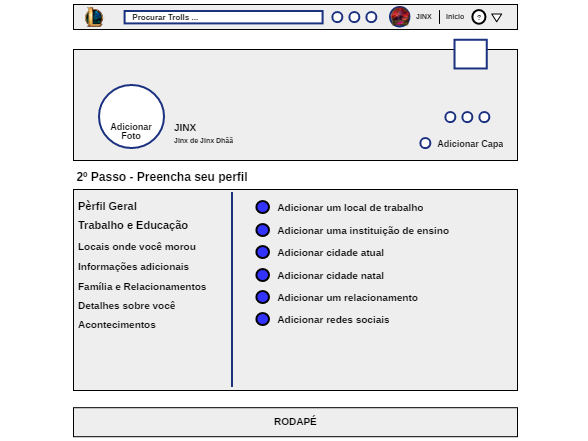 Procurar Trolls ...
JINX
Inicio
?
Adicionar
Foto
JINX
Jinx de Jinx Dhãã
Adicionar Capa
2º Passo - Preencha seu perfil
Pèrfil Geral
Trabalho e Educação
Locais onde você morou
Informações adicionais
Família e Relacionamentos
Detalhes sobre você
Acontecimentos
Adicionar um local de trabalho
Adicionar uma instituição de ensino
Adicionar cidade atual
Adicionar cidade natal
Adicionar um relacionamento
Adicionar redes sociais
RODAPÉ